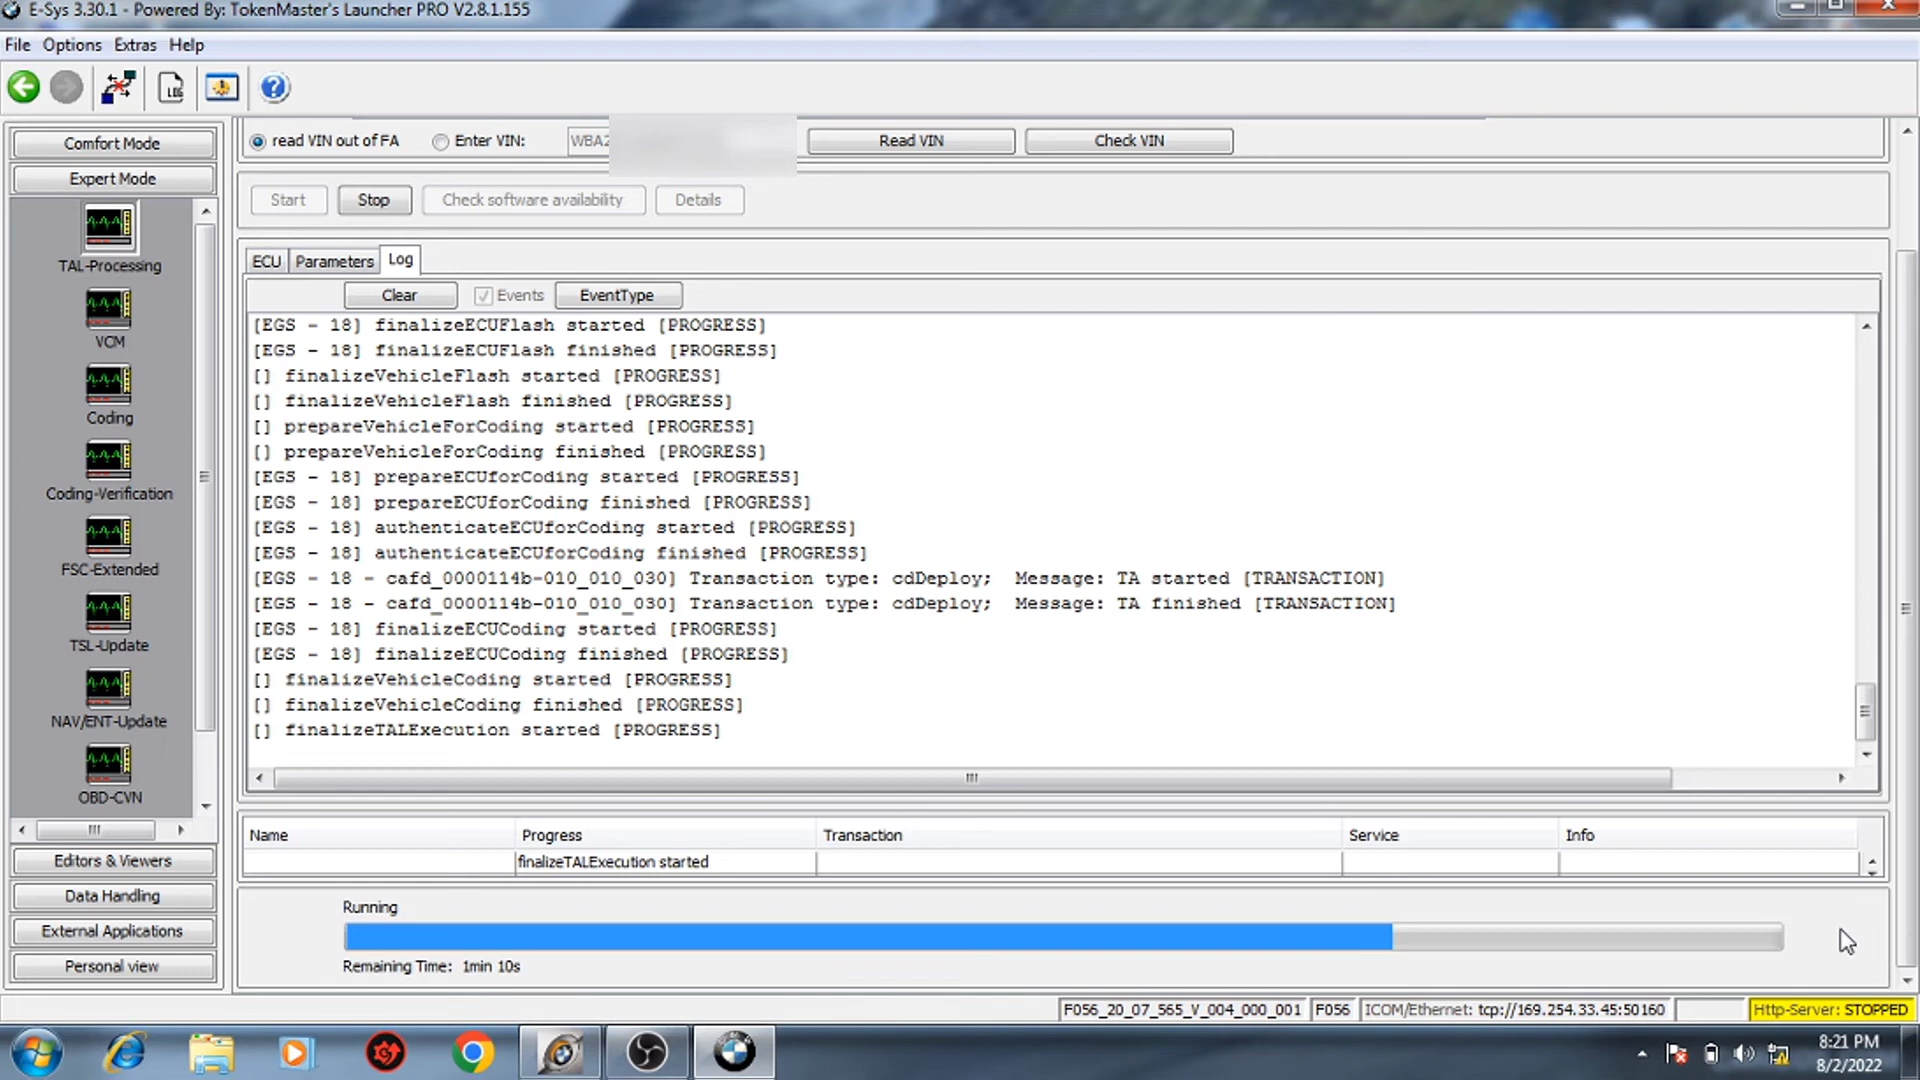 E-Sys 3.30.1 - Powered By: TokenMaster's Launcher PRO V2.8.1.155
File Options Extras Help
LOG
Comfort Mode
Expert Mode
TAL-Processing
VCM
Coding
Coding-Verification
FSC-Extended
TSL-Update
NAV/ENT-Update
OBD-CVN
Editors & Viewers
Data Handling
External Applications
Personal view
read VIN out of FA Enter VIN: WBA2 Read VIN Check VIN
Start Stop Check software availability Details
ECU Parameters Log
Clear Events EventType
[EGS - 18] finalizeECUFlash started [PROGRESS]
[EGS - 18] finalizeECUFlash finished [PROGRESS]
[] finalizeVehicleFlash started [PROGRESS]
[] finalizeVehicleFlash finished [PROGRESS]
[] prepareVehicleForCoding started [PROGRESS]
[] prepareVehicleForCoding finished [PROGRESS]
[EGS - 18] prepareECUforCoding started [PROGRESS]
[EGS - 18] prepareECUforCoding finished [PROGRESS]
[EGS - 18] authenticateECUforCoding started [PROGRESS]
[EGS - 18] authenticateECUforCoding finished [PROGRESS]
[EGS - 18 - cafd_0000114b-010_010_030] Transaction type: cdDeploy; Message: TA started [TRANSACTION]
[EGS - 18 - cafd_0000114b-010_010_030] Transaction type: cdDeploy; Message: TA finished [TRANSACTION]
[EGS - 18] finalizeECUCoding started [PROGRESS]
[EGS - 18] finalizeECUCoding finished [PROGRESS]
[] finalizeVehicleCoding started [PROGRESS]
[] finalizeVehicleCoding finished [PROGRESS]
[] finalizeTALExecution started [PROGRESS]
Name Progress Transaction Service Info
finalizeTALExecution started
Running
Remaining Time: 1min 10s
F056_20_07_565_V_004_000_001 F056 ICOM/Ethernet: tcp://169.254.33.45:50160 Http-Server: STOPPED
8:21 PM
8/2/2022